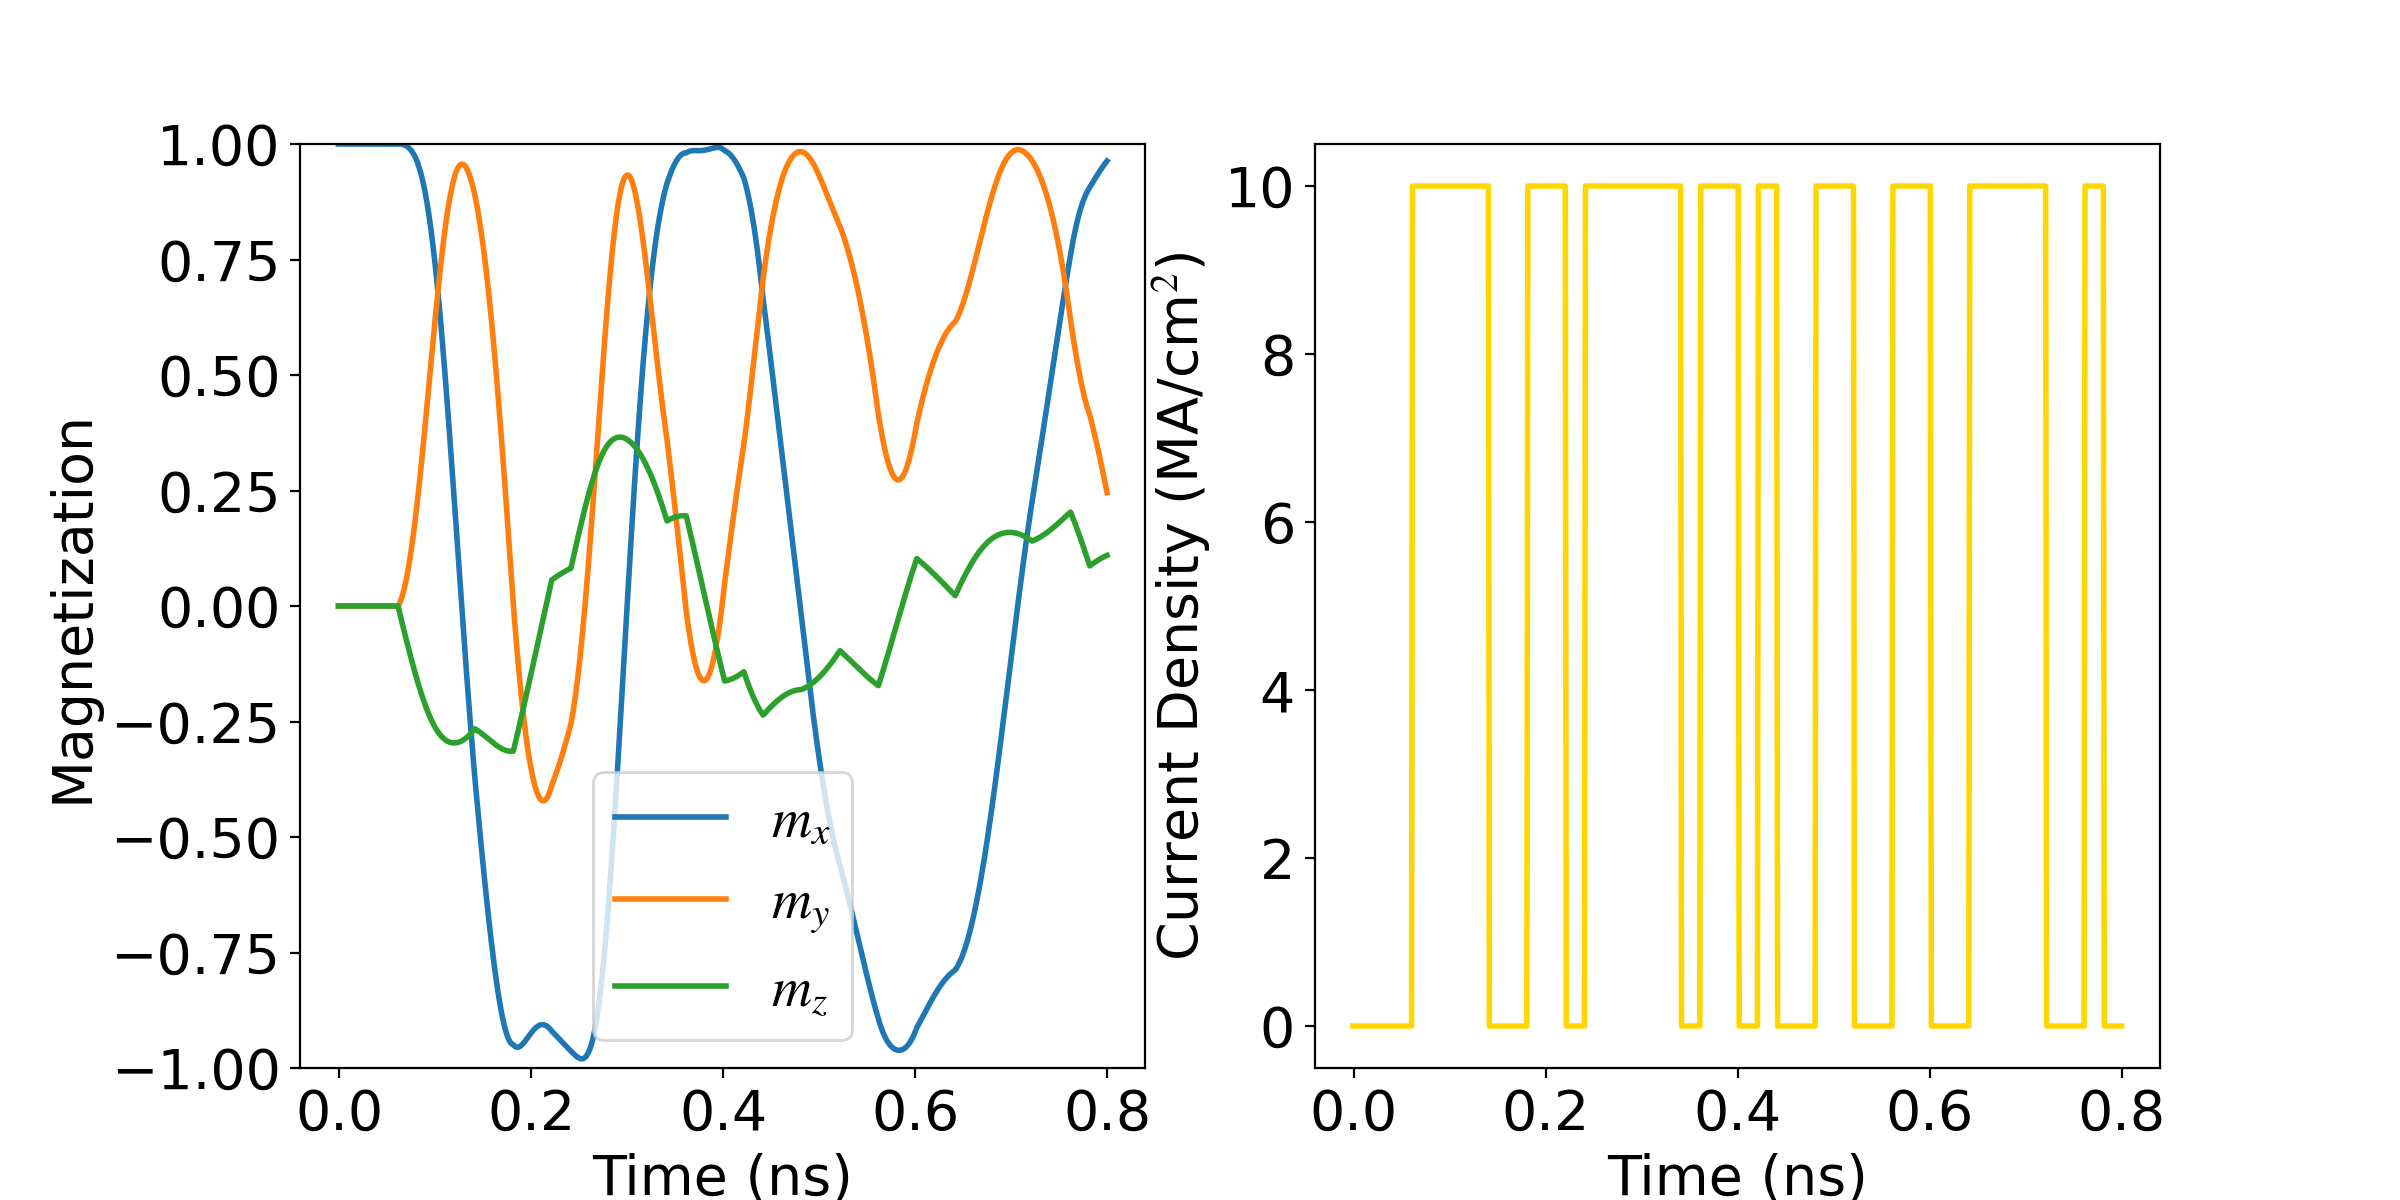 Magnetization
1.00
0.75
0.50
0.25
0.00
−0.25
−0.50
−0.75
−1.00
m_x
m_y
m_z
0.0 0.2 0.4 0.6 0.8
Time (ns)
Current Density (MA/cm²)
10
8
6
4
2
0
0.0 0.2 0.4 0.6 0.8
Time (ns)